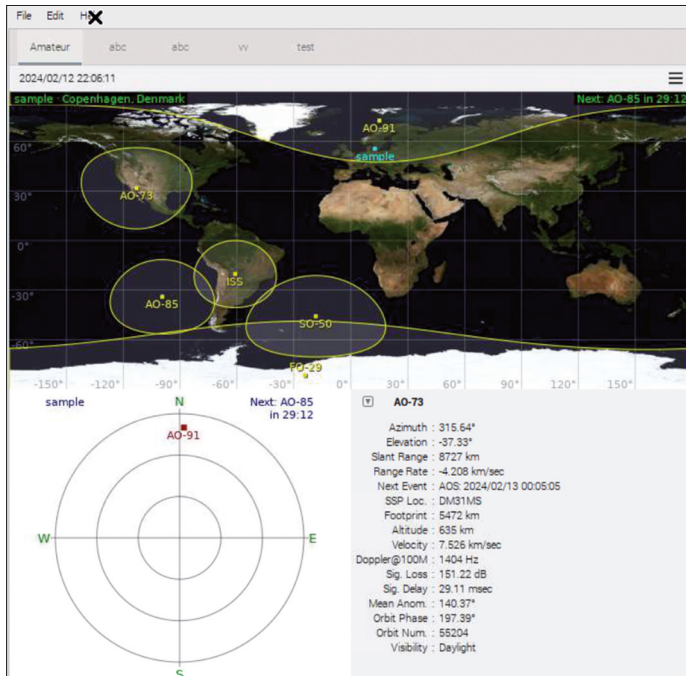 File Edit
Amateur abc abc vv test
2024/02/12 22:06:11
sample - Copenhagen, Denmark Next: AO-85 in 29:12
AO-91
60°
sample
AO-73
30°
0°
ISS
-30°
AO-85
SO-50
-60°
FO-29
-150° -120° -90° -60° -30° 0° 30° 60° 90° 120° 150°
sample N Next: AO-85
in 29:12
AO-91
W E
S
AO-73
Azimuth : 315.64°
Elevation : -37.33°
Slant Range : 8727 km
Range Rate : -4.208 km/sec
Next Event : AOS: 2024/02/13 00:05:05
SSP Loc. : DM31MS
Footprint : 5472 km
Altitude : 635 km
Velocity : 7.526 km/sec
Doppler@100M : 1404 Hz
Sig. Loss : 151.22 dB
Sig. Delay : 29.11 msec
Mean Anom. : 140.37°
Orbit Phase : 197.39°
Orbit Num. : 55204
Visibility : Daylight